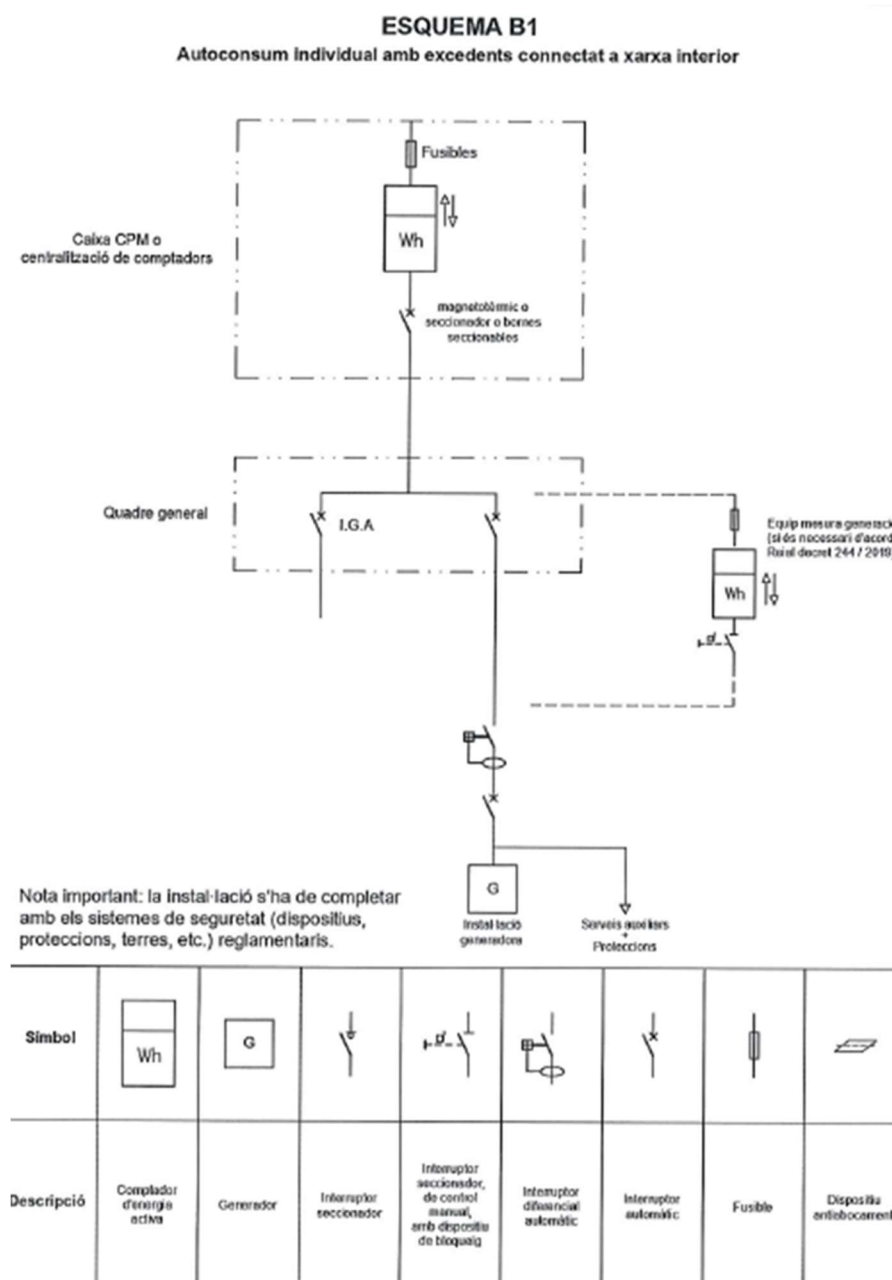 ESQUEMA B1
Autoconsum individual amb excedents connectat a xarxa interior
Fusibles
Wh
Caixa CPM o
centralització de comptadors
magnetotèrmic o
seccionador o bornes
seccionables
Quadre general
I.G.A
Equip mesura generació
(si és necessari d'acord
Reial decret 244 / 2019)
Wh
G
Instal·lació
generadora
Serveis auxiliars
+
Proteccions
Nota important: la instal·lació s'ha de completar
amb els sistemes de seguretat (dispositius,
proteccions, terres, etc.) reglamentaris.
Símbol
Wh
G
Descripció
Comptador
d'energia
activa
Generador
Interruptor
seccionador
Interruptor
seccionador,
de control
manual,
amb dispositiu
de bloqueig
Interruptor
diferencial
automàtic
Interruptor
automàtic
Fusible
Dispositiu
antiabocament